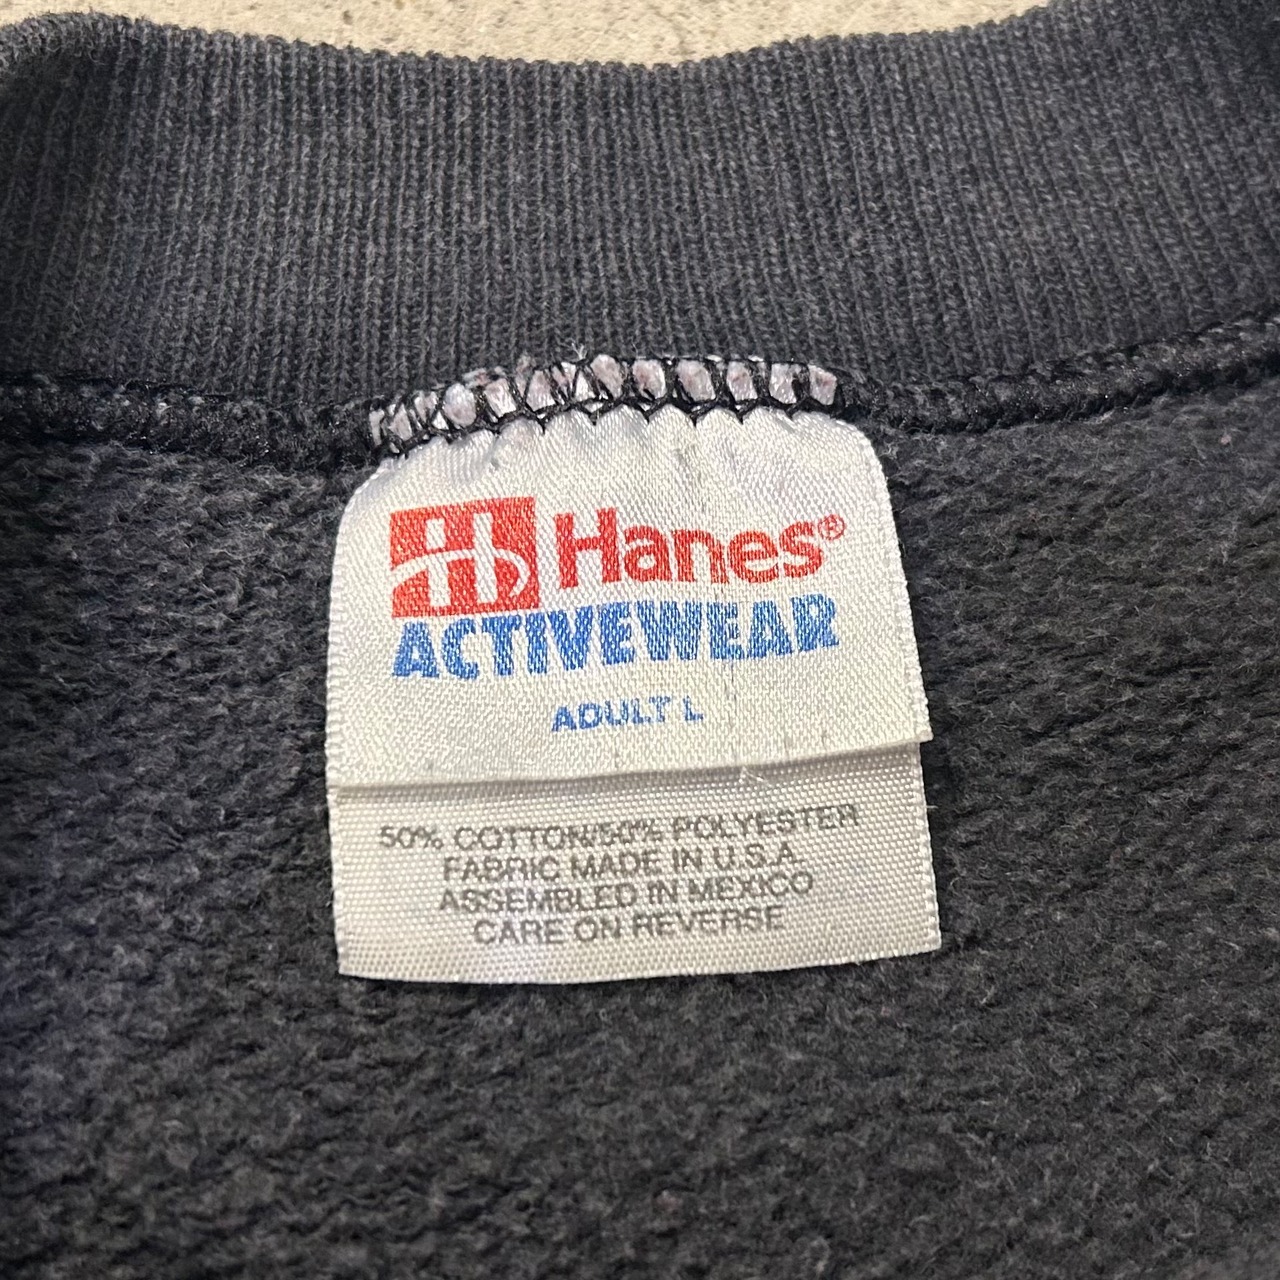 Hanes®
ACTIVEWEAR
ADULT L
50% COTTON/50% POLYESTER
FABRIC MADE IN U.S.A.
ASSEMBLED IN MEXICO
CARE ON REVERSE